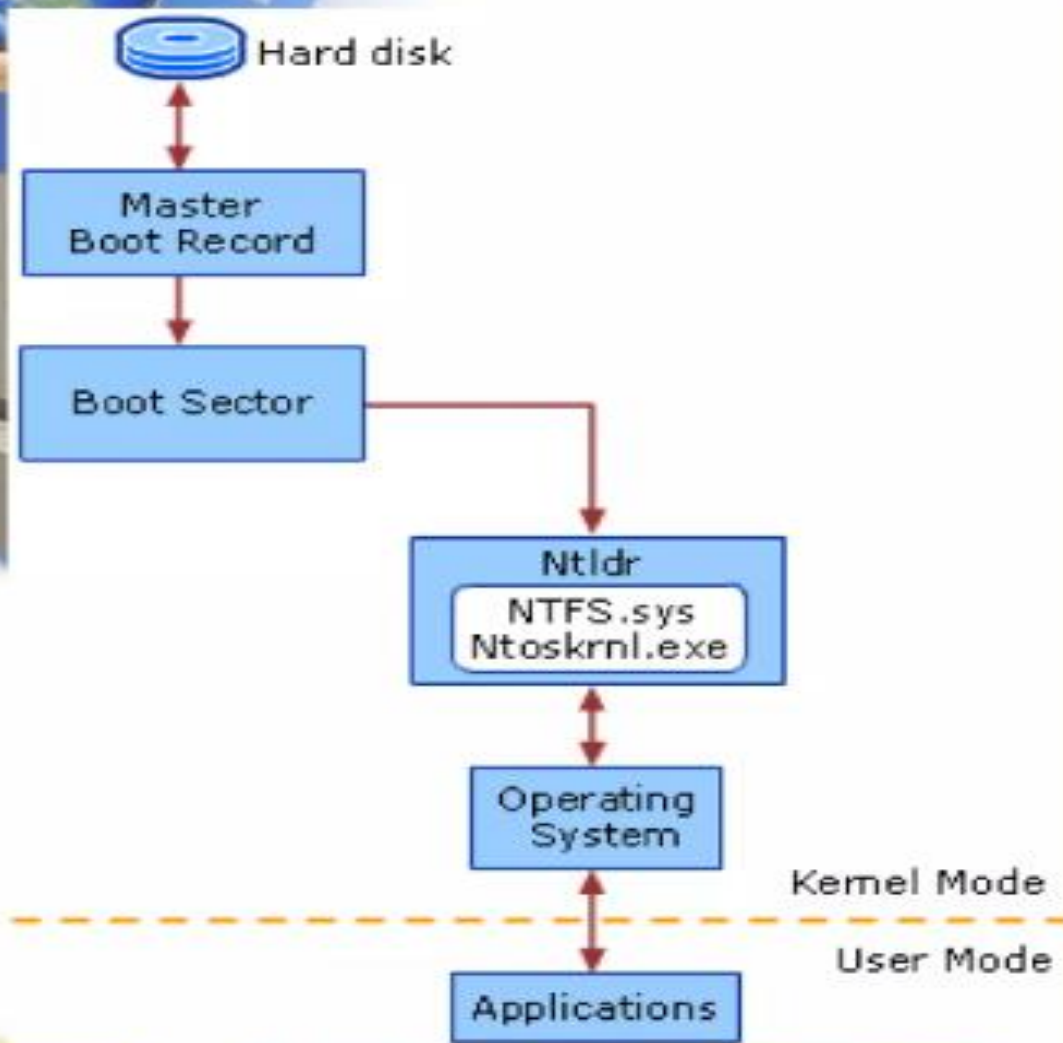 Hard disk
Master
Boot Record
Boot Sector
Ntldr
NTFS.sys
Ntoskrnl.exe
Operating
System
Kernel Mode
User Mode
Applications